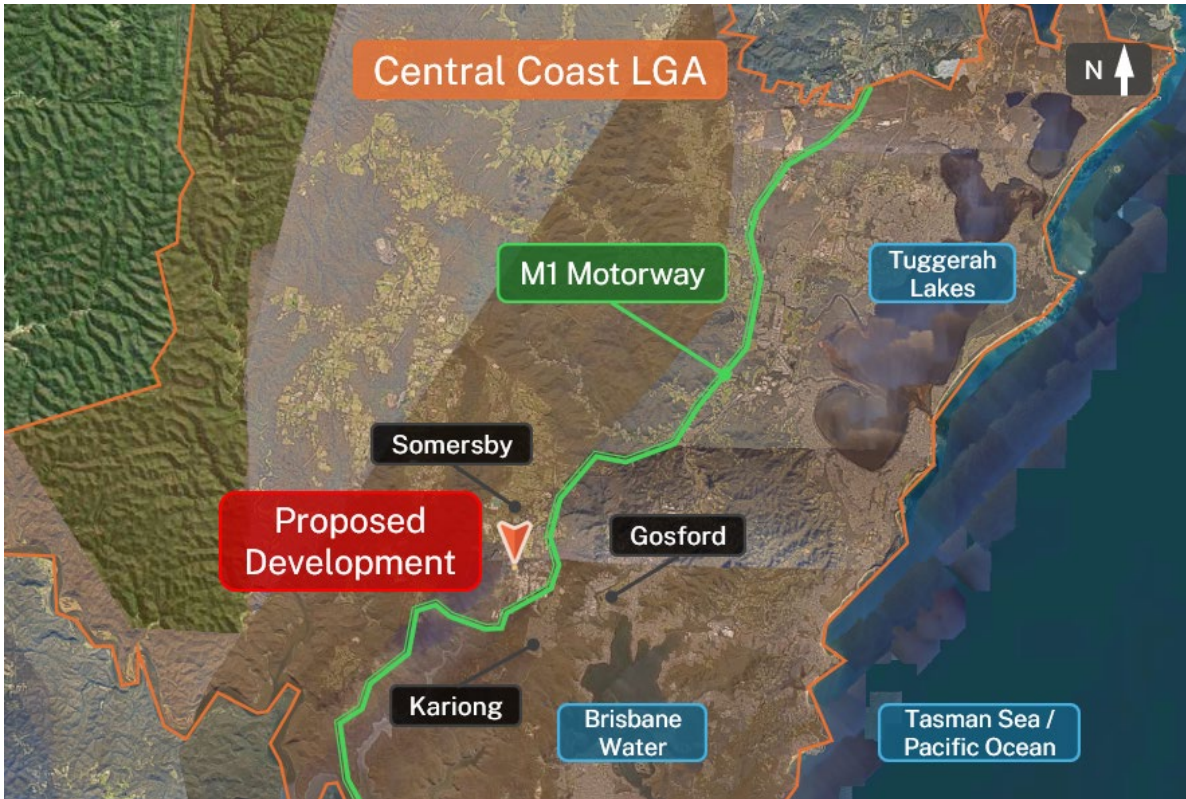 Central Coast LGA
N
M1 Motorway
Tuggerah
Lakes
Somersby
Proposed
Development
Gosford
Kariong
Brisbane
Water
Tasman Sea /
Pacific Ocean